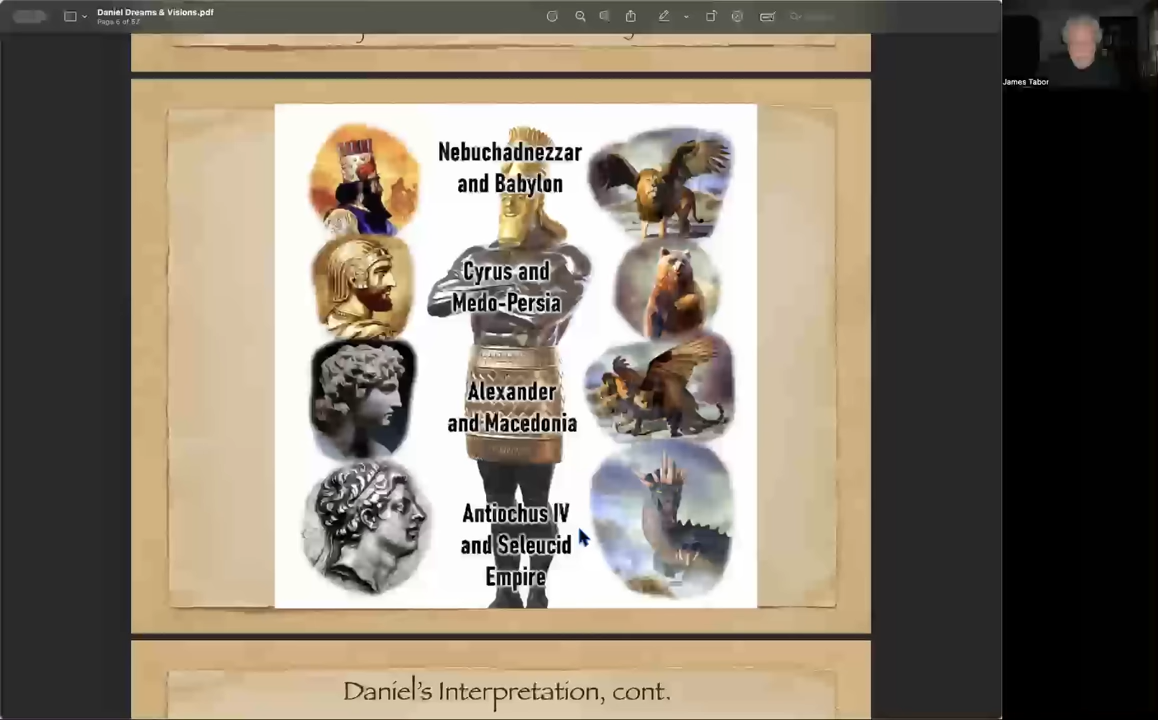 Daniel Dreams & Visions.pdf
Page 6 of 57
James Tabor
Nebuchadnezzar
and Babylon
Cyrus and
Medo-Persia
Alexander
and Macedonia
Antiochus IV
and Seleucid
Empire
Daniel's Interpretation, cont.